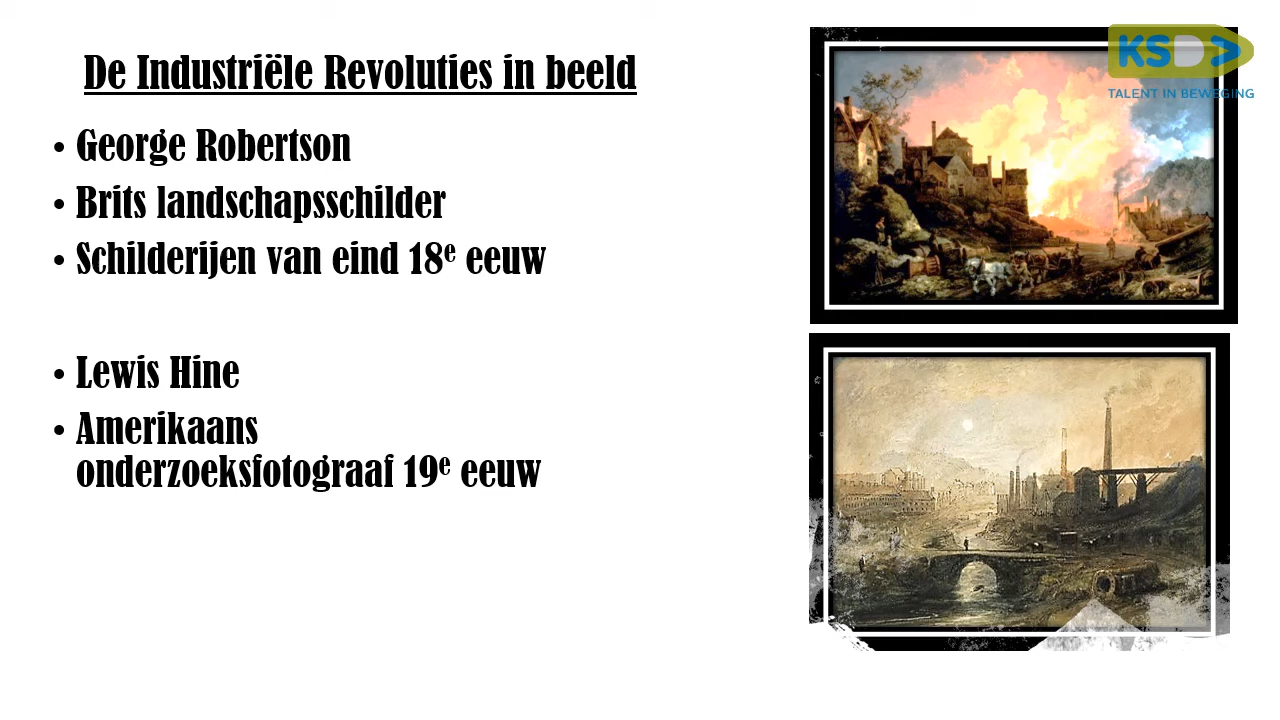 De Industriële Revoluties in beeld
• George Robertson
• Brits landschapsschilder
• Schilderijen van eind 18e eeuw
• Lewis Hine
• Amerikaans
onderzoeksfotograaf 19e eeuw
KSD
TALENT IN BEWEGING